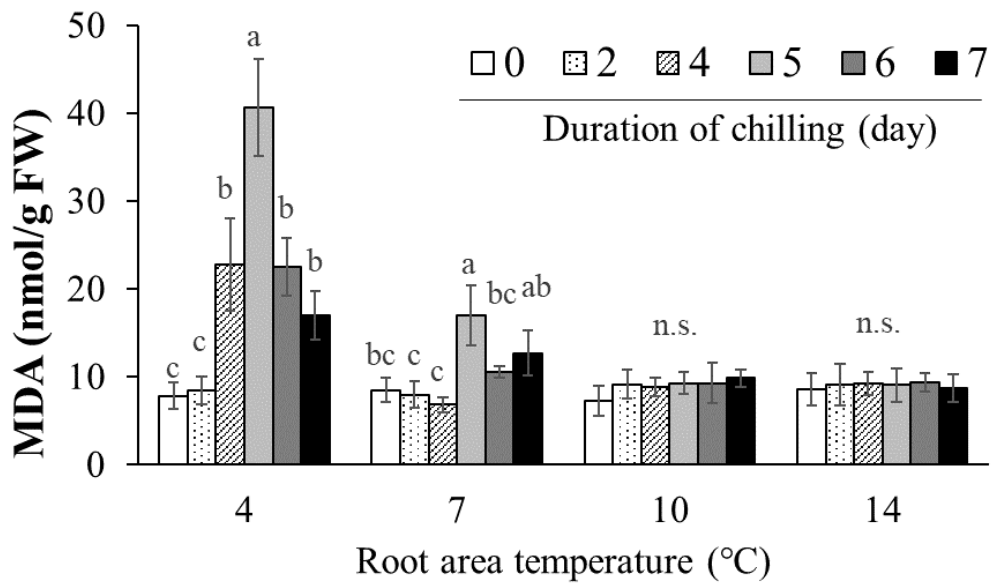 MDA (nmol/g FW)
50
40
30
20
10
0
0 2 4 5 6 7
Duration of chilling (day)
c c b a b b
bc c c a bc ab
n.s.
n.s.
4 7 10 14
Root area temperature (°C)